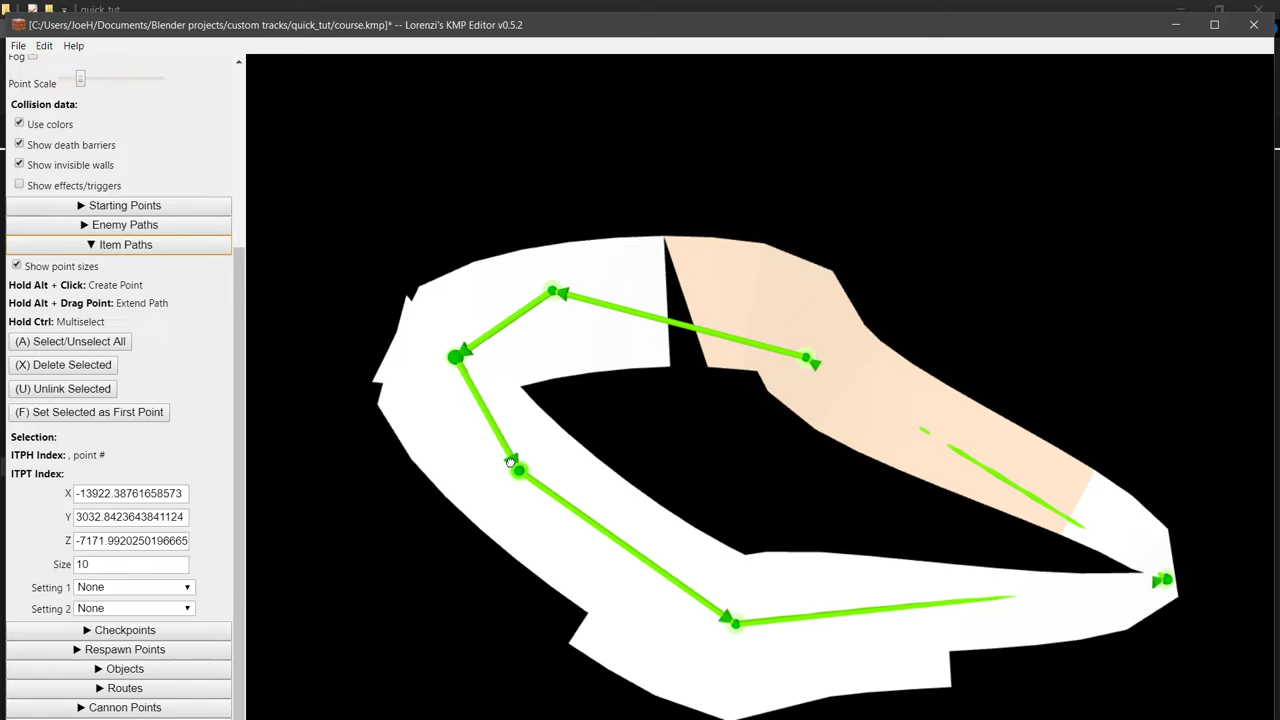 quick_tut
[C:/Users/JoeH/Documents/Blender projects/custom tracks/quick_tut/course.kmp]* -- Lorenzi's KMP Editor v0.5.2
File Edit Help
Fog
Point Scale
Collision data:
Use colors
Show death barriers
Show invisible walls
Show effects/triggers
▶ Starting Points
▶ Enemy Paths
▼ Item Paths
Show point sizes
Hold Alt + Click: Create Point
Hold Alt + Drag Point: Extend Path
Hold Ctrl: Multiselect
(A) Select/Unselect All
(X) Delete Selected
(U) Unlink Selected
(F) Set Selected as First Point
Selection:
ITPH Index: , point #
ITPT Index:
X -13922.38761658573
Y 3032.8423643841124
Z -7171.9920250196665
Size 10
Setting 1 None
Setting 2 None
▶ Checkpoints
▶ Respawn Points
▶ Objects
▶ Routes
▶ Cannon Points